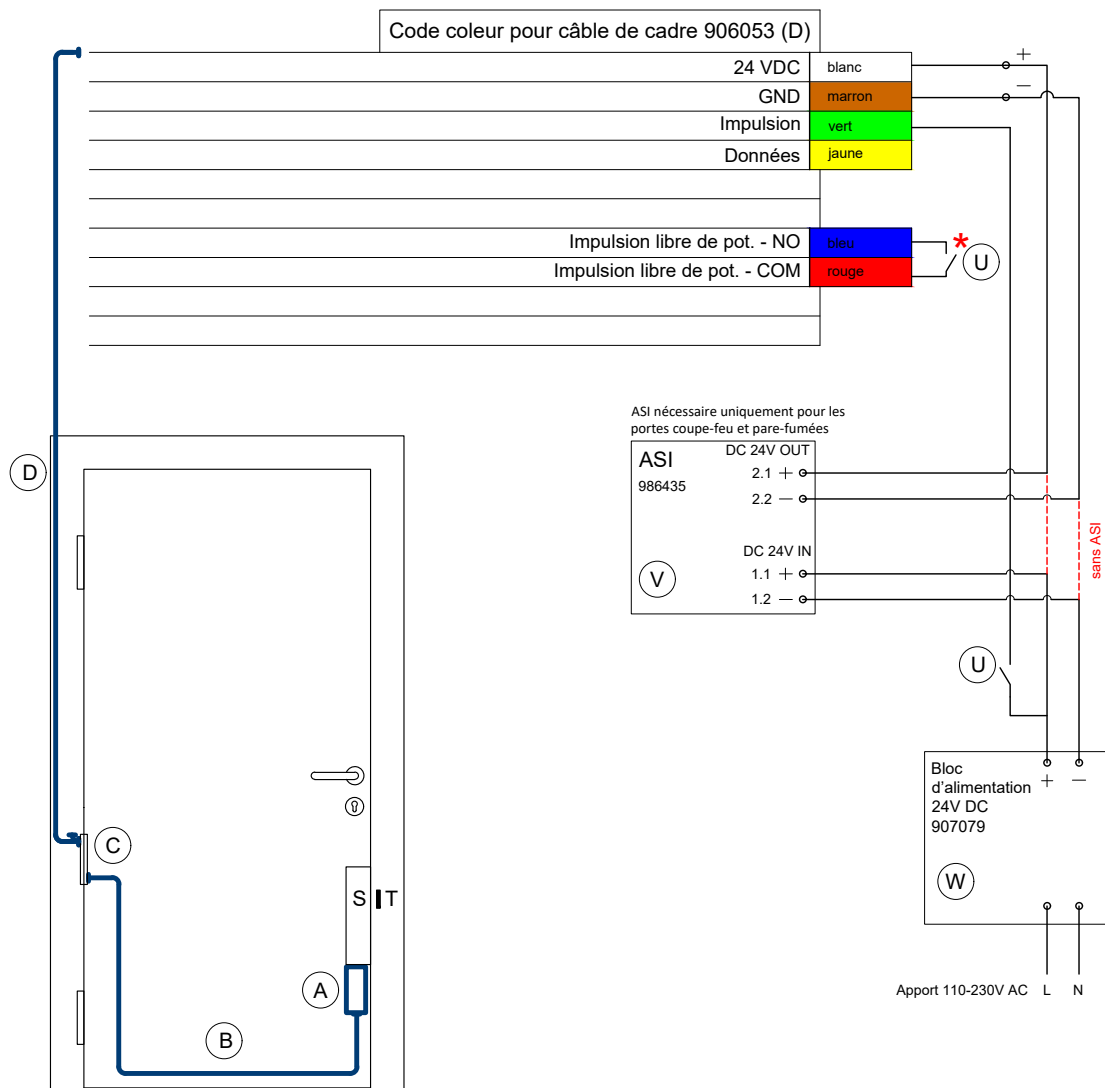 Code coleur pour câble de cadre 906053 (D)
24 VDC blanc
GND marron
Impulsion vert
Données jaune
Impulsion libre de pot. - NO bleu
Impulsion libre de pot. - COM rouge
+
−
*
U
ASI nécessaire uniquement pour les
portes coupe-feu et pare-fumées
ASI
986435
DC 24V OUT
2.1 +
2.2 −
DC 24V IN
1.1 +
1.2 −
V
sans ASI
U
Bloc
d'alimentation
24V DC
907079
+ −
W
Apport 110-230V AC L N
D
C
S T
A
B